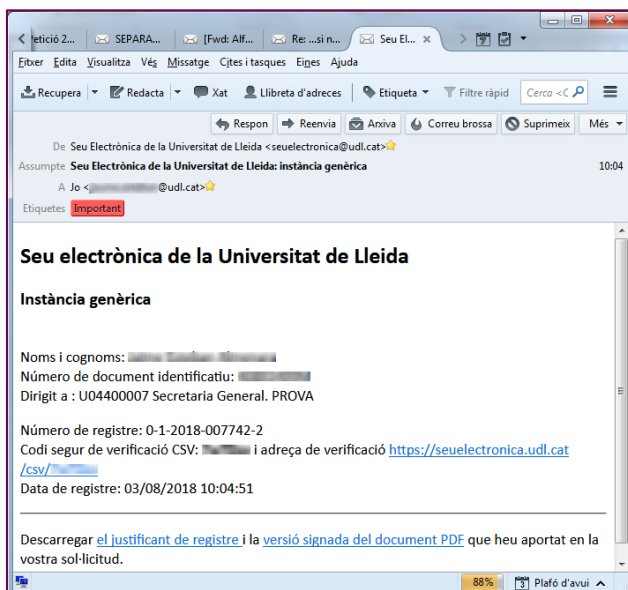 etició 2... SEPARA... [Fwd: Alf... Re: ...si n... Seu El...
Fitxer Edita Visualitza Vés Missatge Cites i tasques Eines Ajuda
Recupera Redacta Xat Llibreta d'adreces Etiqueta Filtre ràpid Cerca <C
Respon Reenvia Arxiva Correu brossa Suprimeix Més
De Seu Electrònica de la Universitat de Lleida <seuelectronica@udl.cat>
Assumpte Seu Electrònica de la Universitat de Lleida: instància genèrica 10:04
A Jo < @udl.cat>
Etiquetes Important
Seu electrònica de la Universitat de Lleida
Instància genèrica
Noms i cognoms:
Número de document identificatiu:
Dirigit a : U04400007 Secretaria General. PROVA
Número de registre: 0-1-2018-007742-2
Codi segur de verificació CSV: i adreça de verificació https://seuelectronica.udl.cat
/csv/
Data de registre: 03/08/2018 10:04:51
Descarregar el justificant de registre i la versió signada del document PDF que heu aportat en la
vostra sol·licitud.
88% 3 Plafó d'avui